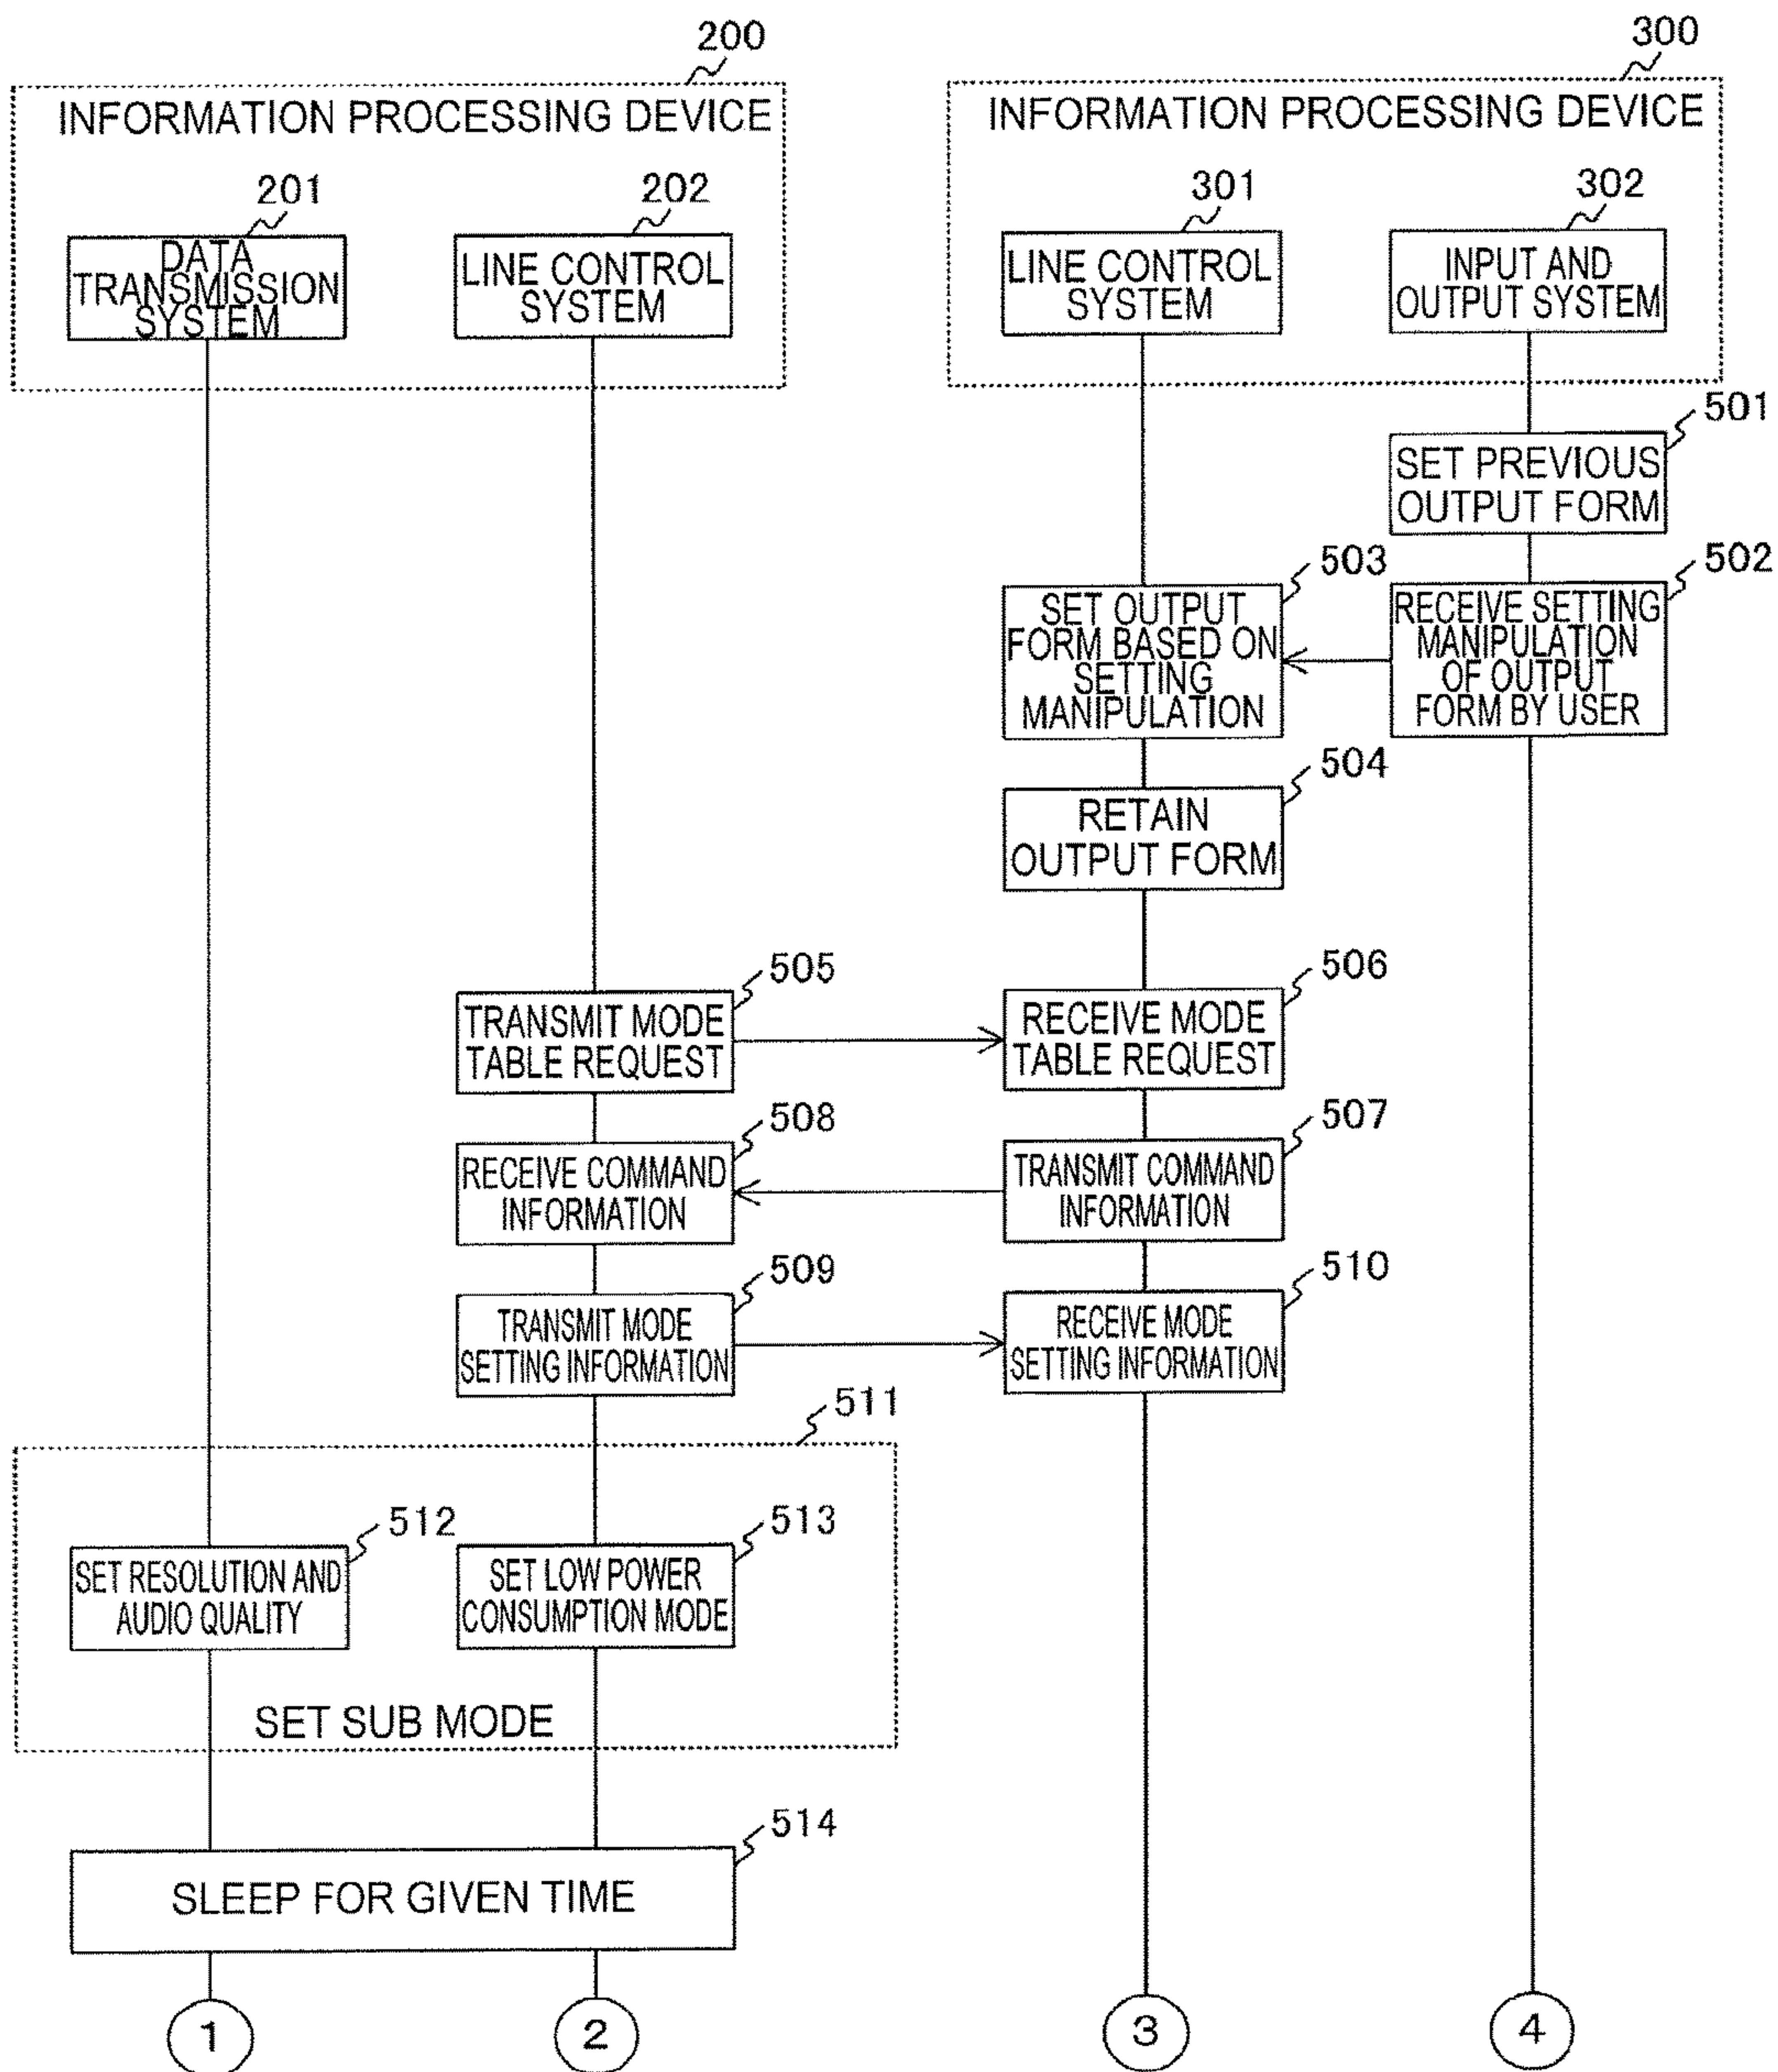 200
300
INFORMATION PROCESSING DEVICE
INFORMATION PROCESSING DEVICE
201
202
301
302
DATA
TRANSMISSION
SYSTEM
LINE CONTROL
SYSTEM
LINE CONTROL
SYSTEM
INPUT AND
OUTPUT SYSTEM
501
SET PREVIOUS
OUTPUT FORM
503
502
SET OUTPUT
FORM BASED ON
SETTING
MANIPULATION
RECEIVE SETTING
MANIPULATION
OF OUTPUT
FORM BY USER
504
RETAIN
OUTPUT FORM
505
506
TRANSMIT MODE
TABLE REQUEST
RECEIVE MODE
TABLE REQUEST
508
507
RECEIVE COMMAND
INFORMATION
TRANSMIT COMMAND
INFORMATION
509
510
TRANSMIT MODE
SETTING INFORMATION
RECEIVE MODE
SETTING INFORMATION
511
512
513
SET RESOLUTION AND
AUDIO QUALITY
SET LOW POWER
CONSUMPTION MODE
SET SUB MODE
514
SLEEP FOR GIVEN TIME
1
2
3
4